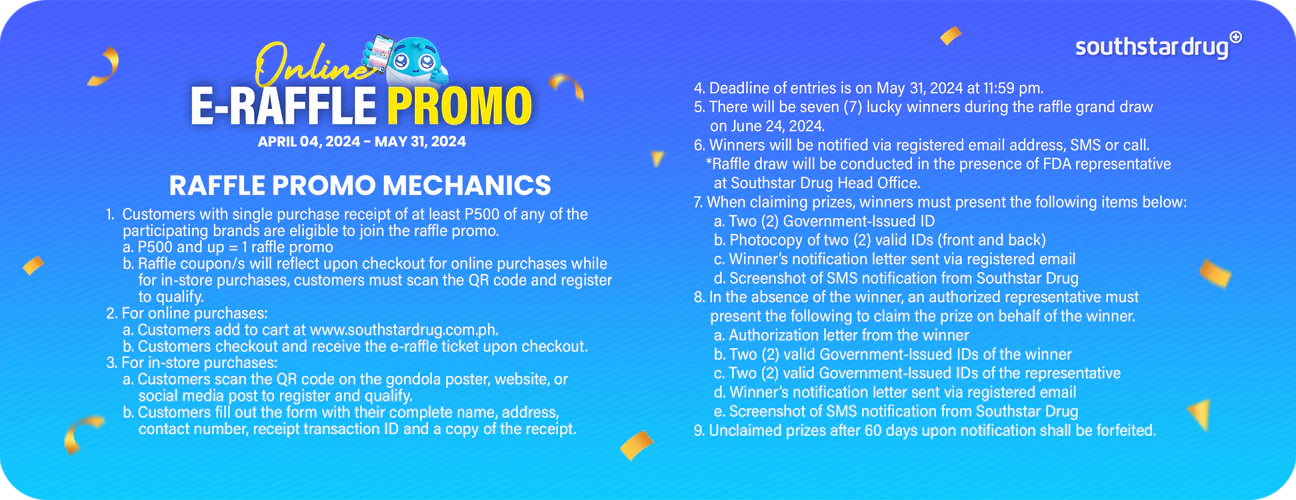 Online
E-RAFFLE PROMO
APRIL 04, 2024 – MAY 31, 2024
RAFFLE PROMO MECHANICS
1. Customers with single purchase receipt of at least P500 of any of the
participating brands are eligible to join the raffle promo.
a. P500 and up = 1 raffle promo
b. Raffle coupon/s will reflect upon checkout for online purchases while
for in-store purchases, customers must scan the QR code and register
to qualify.
2. For online purchases:
a. Customers add to cart at www.southstardrug.com.ph.
b. Customers checkout and receive the e-raffle ticket upon checkout.
3. For in-store purchases:
a. Customers scan the QR code on the gondola poster, website, or
social media post to register and qualify.
b. Customers fill out the form with their complete name, address,
contact number, receipt transaction ID and a copy of the receipt.
southstardrug
4. Deadline of entries is on May 31, 2024 at 11:59 pm.
5. There will be seven (7) lucky winners during the raffle grand draw
on June 24, 2024.
6. Winners will be notified via registered email address, SMS or call.
*Raffle draw will be conducted in the presence of FDA representative
at Southstar Drug Head Office.
7. When claiming prizes, winners must present the following items below:
a. Two (2) Government-Issued ID
b. Photocopy of two (2) valid IDs (front and back)
c. Winner's notification letter sent via registered email
d. Screenshot of SMS notification from Southstar Drug
8. In the absence of the winner, an authorized representative must
present the following to claim the prize on behalf of the winner.
a. Authorization letter from the winner
b. Two (2) valid Government-Issued IDs of the winner
c. Two (2) valid Government-Issued IDs of the representative
d. Winner's notification letter sent via registered email
e. Screenshot of SMS notification from Southstar Drug
9. Unclaimed prizes after 60 days upon notification shall be forfeited.